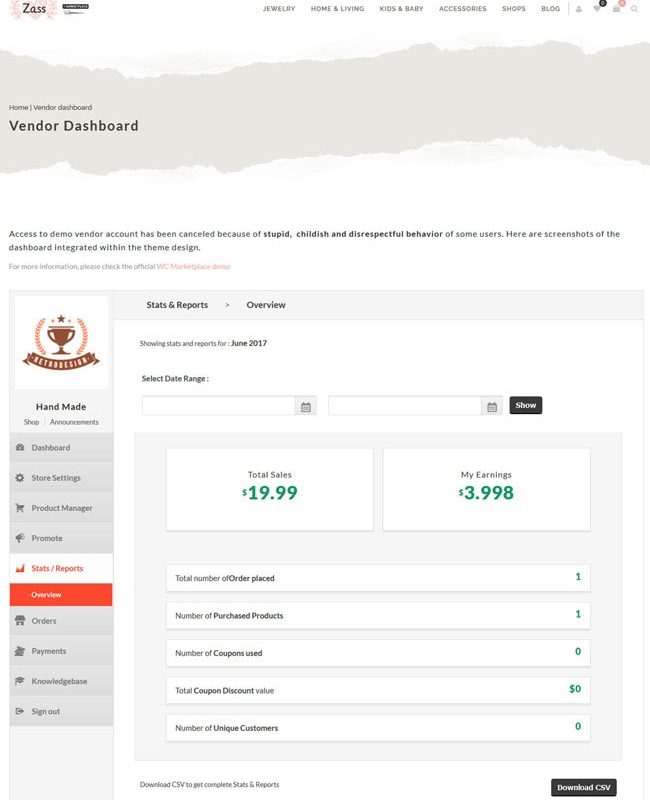 Zass
MARKETPLACE
JEWELRY HOME & LIVING KIDS & BABY ACCESSORIES SHOPS BLOG 0 0
Home | Vendor dashboard
Vendor Dashboard
Access to demo vendor account has been canceled because of stupid, childish and disrespectful behavior of some users. Here are screenshots of the
dashboard integrated within the theme design.
For more information, please check the official WC Marketplace demo
RETRODESIGN
Hand Made
Shop | Announcements
Dashboard
Store Settings
Product Manager
Promote
Stats / Reports
- Overview
Orders
Payments
Knowledgebase
Sign out
Stats & Reports > Overview
Showing stats and reports for : June 2017
Select Date Range :
Show
Total Sales
$19.99
My Earnings
$3.998
Total number ofOrder placed 1
Number of Purchased Products 1
Number of Coupons used 0
Total Coupon Discount value $0
Number of Unique Customers 0
Download CSV to get complete Stats & Reports
Download CSV